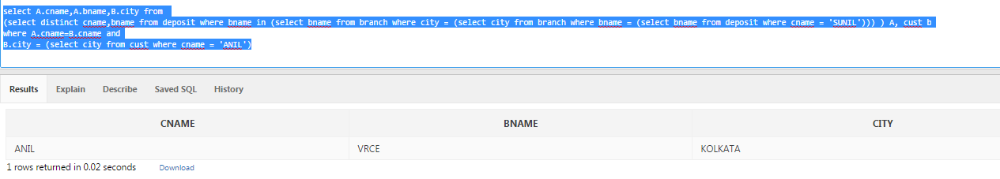 select A.cname,A.bname,B.city from
(select distinct cname,bname from deposit where bname in (select bname from branch where city = (select city from branch where bname = (select bname from deposit where cname = 'SUNIL'))) ) A, cust b
where A.cname=B.cname and
B.city = (select city from cust where cname = 'ANIL')
Results Explain Describe Saved SQL History
CNAME BNAME CITY
ANIL VRCE KOLKATA
1 rows returned in 0.02 seconds Download